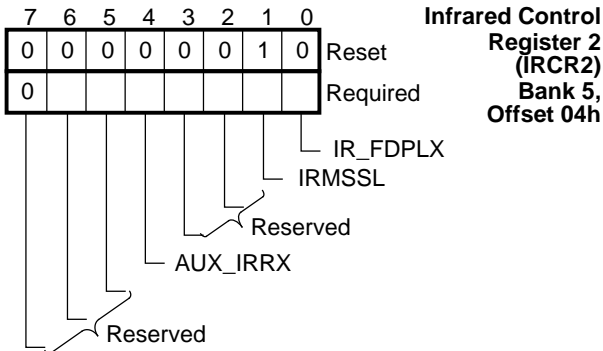 7 6 5 4 3 2 1 0
Infrared Control
Register 2
(IRCR2)
Bank 5,
Offset 04h
0 0 0 0 0 0 1 0 Reset
0 Required
IR_FDPLX
IRMSSL
Reserved
AUX_IRRX
Reserved